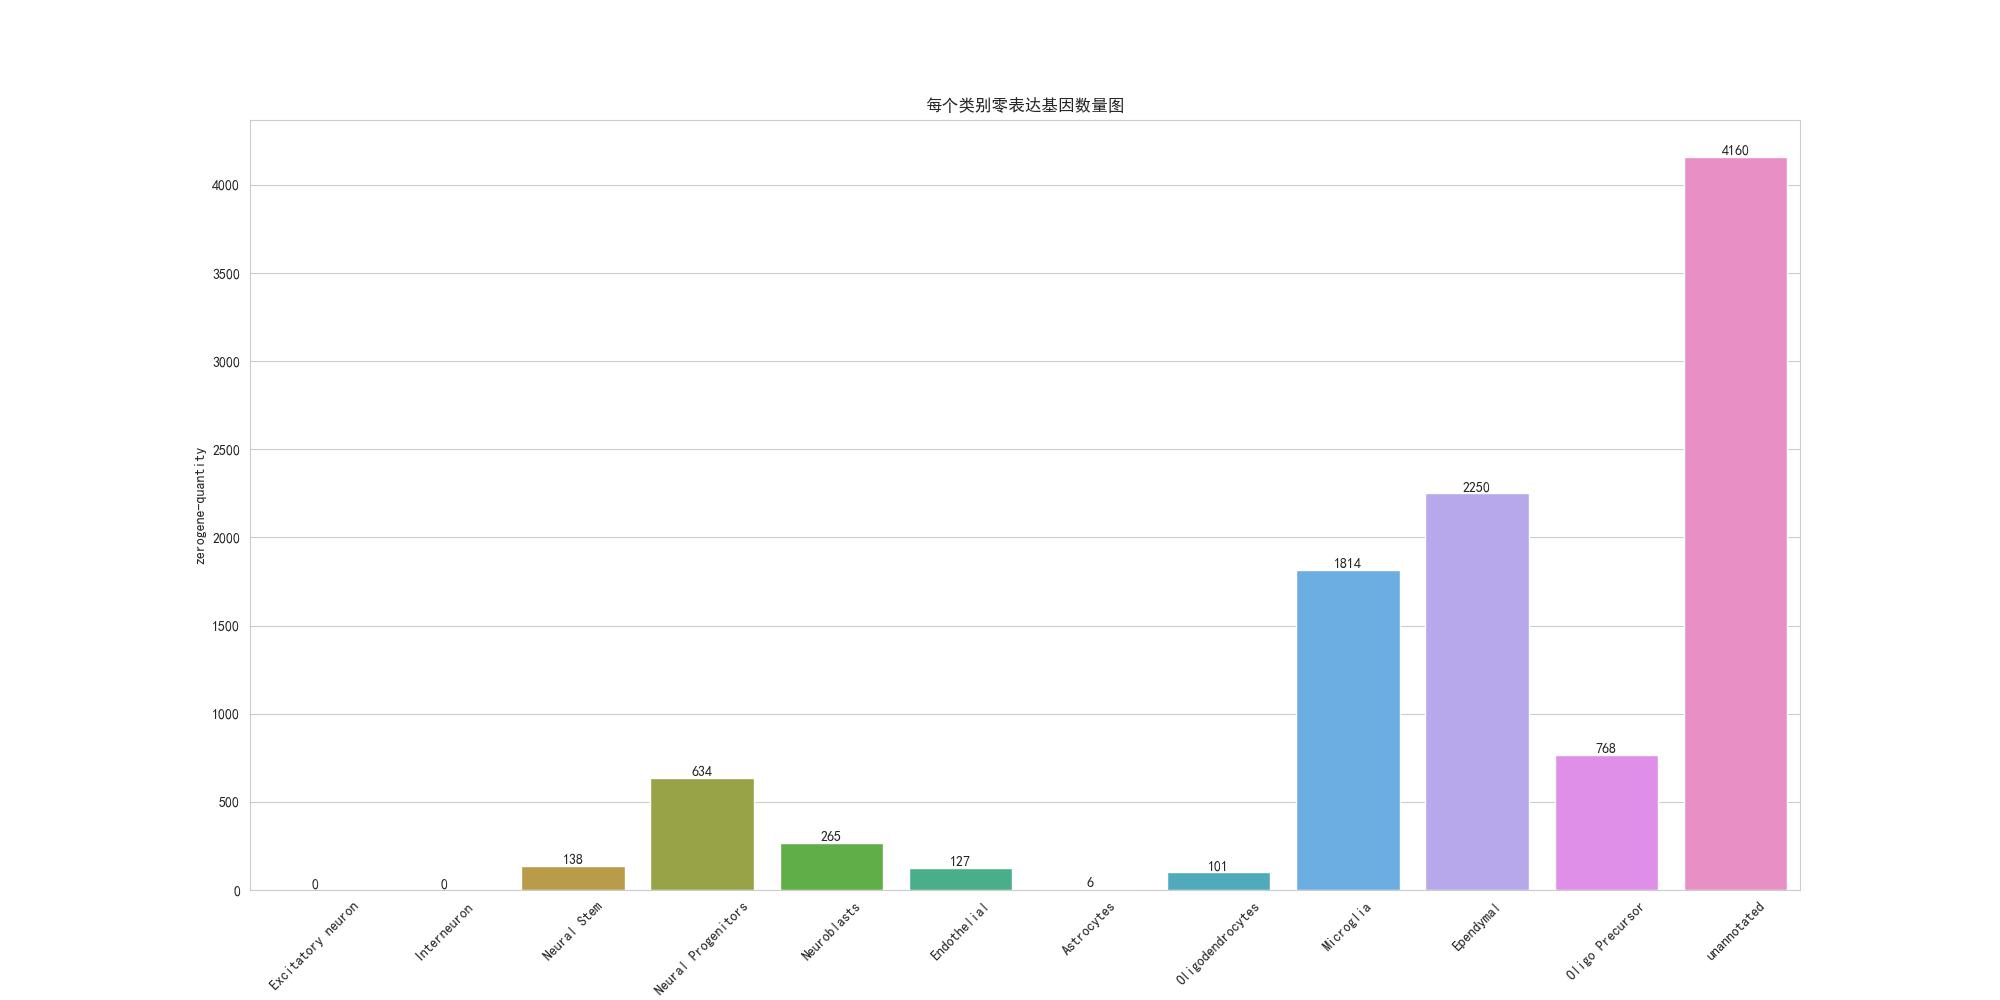 每个类别零表达基因数量图
zerogene-quantity
4000
3500
3000
2500
2000
1500
1000
500
0
0
0
138
634
265
127
6
101
1814
2250
768
4160
Excitatory neuron
Interneuron
Neural Stem
Neural Progenitors
Neuroblasts
Endothelial
Astrocytes
Oligodendrocytes
Microglia
Ependymal
Oligo Precursor
unannotated